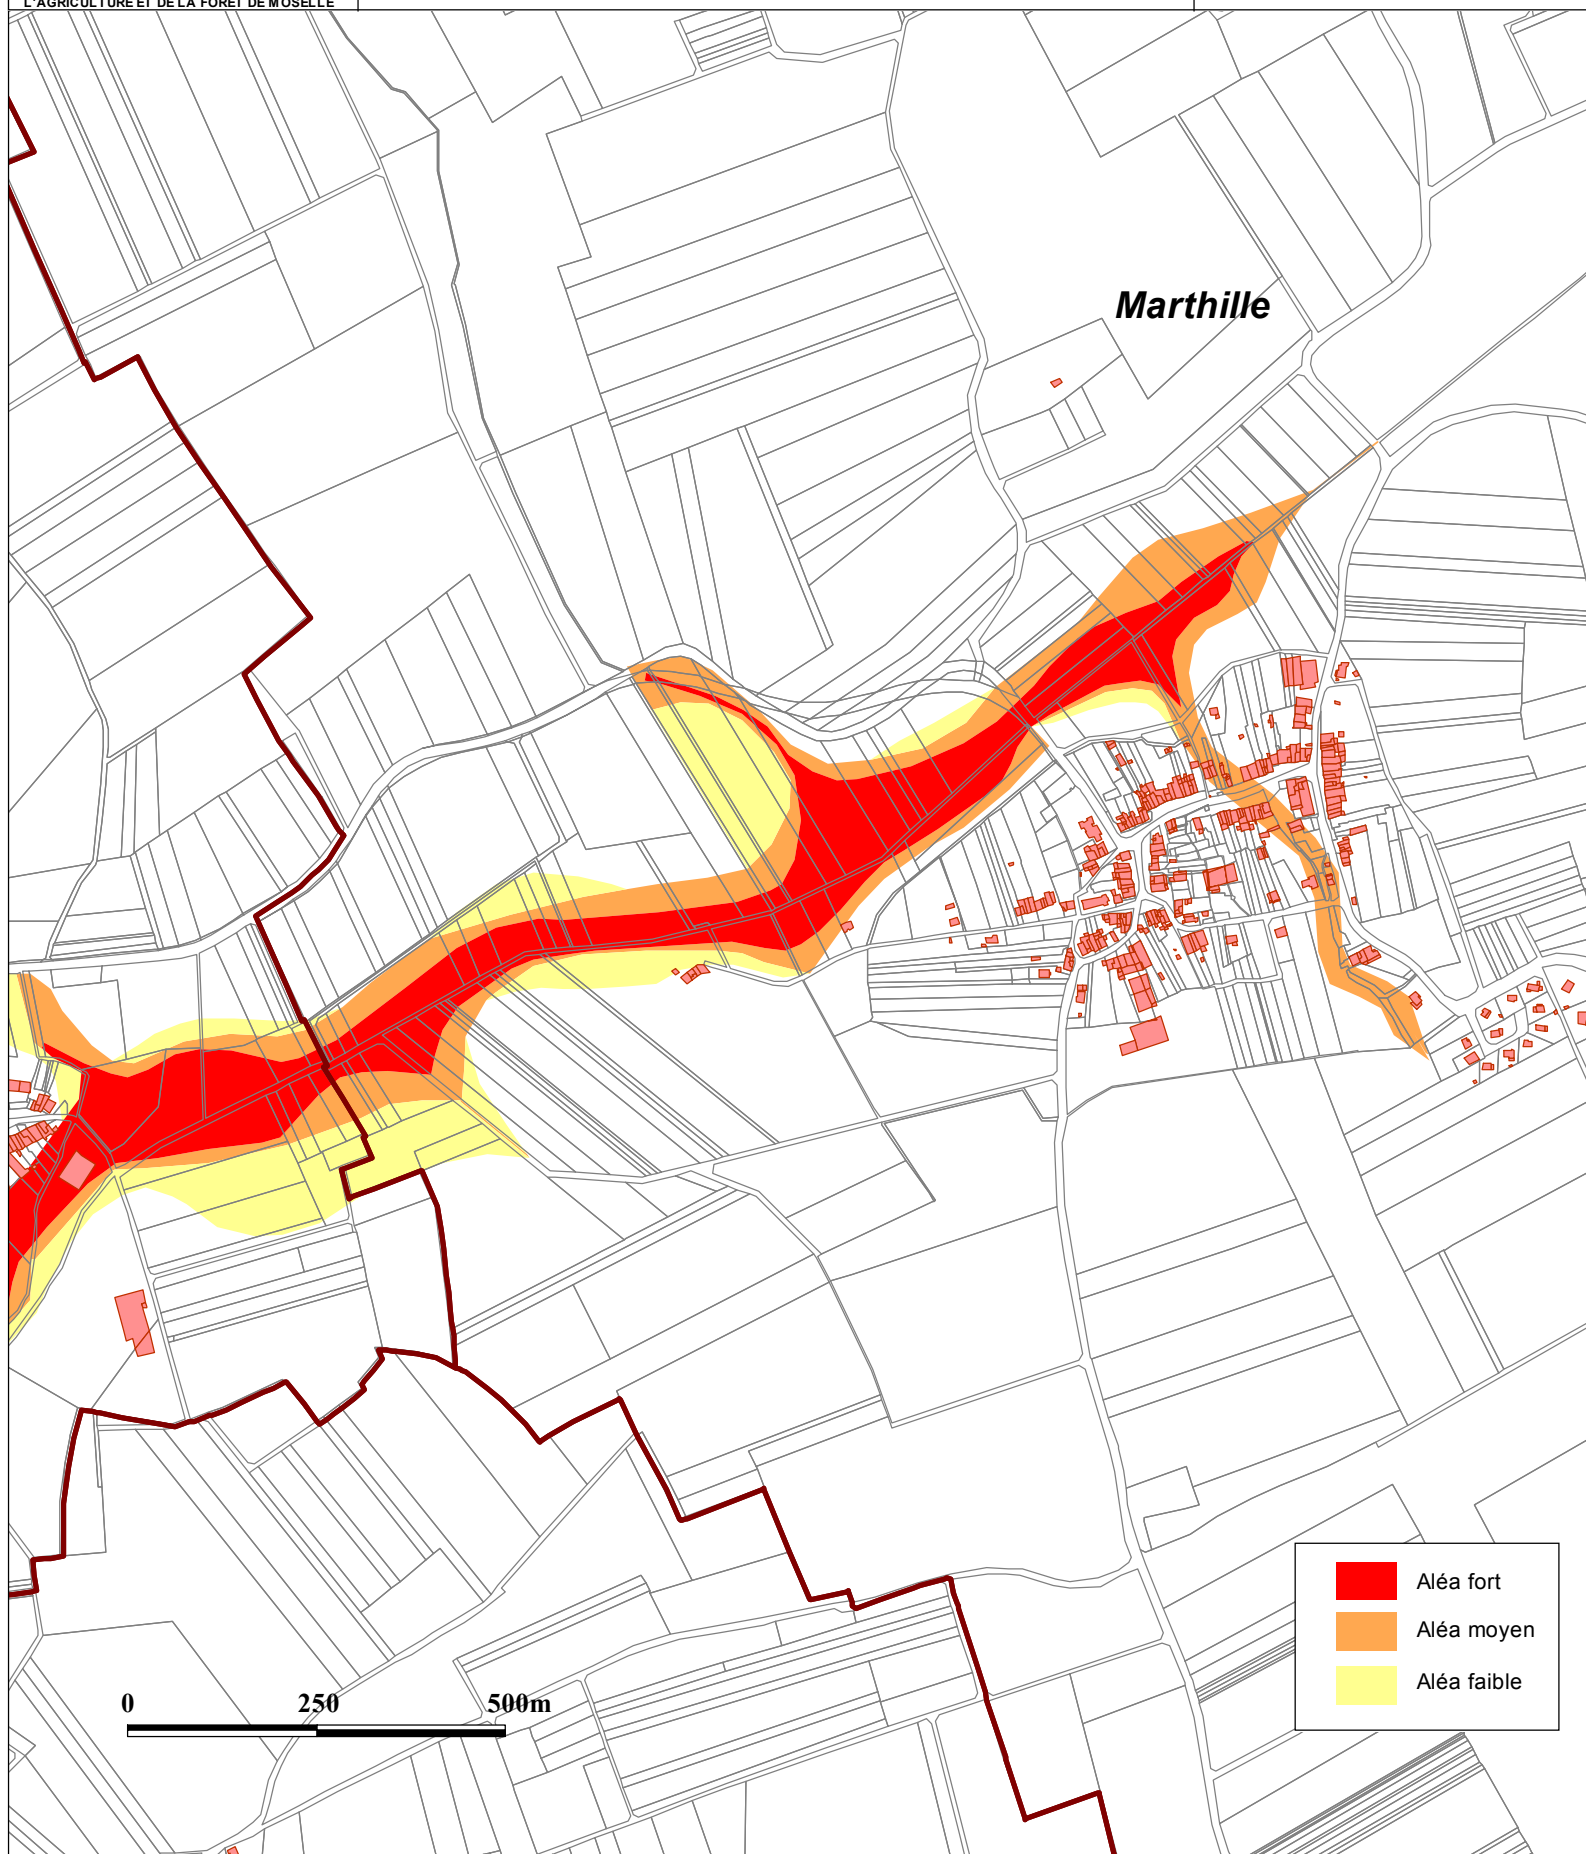 L'AGRICULTURE ET DE LA FORET DE MOSELLE
Marthille
Aléa fort
Aléa moyen
Aléa faible
0 250 500m